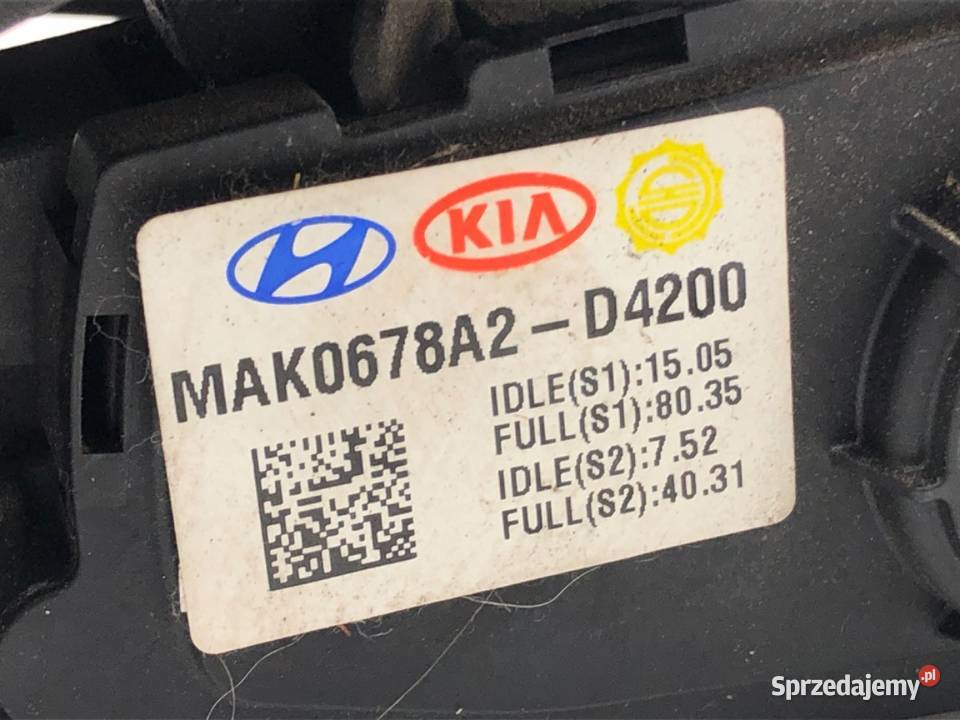 KIA
MAK0678A2-D4200
IDLE(S1):15.05
FULL(S1):80.35
IDLE(S2):7.52
FULL(S2):40.31
Sprzedajemy.pl